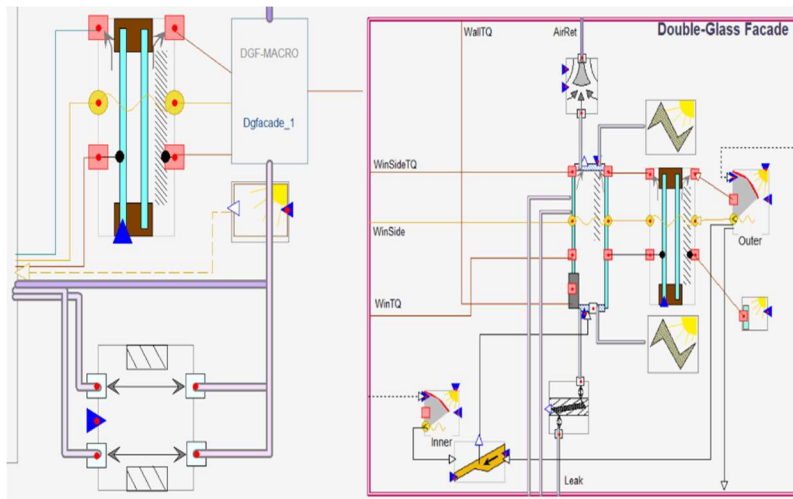 DGF-MACRO
Dgfacade_1
WallTQ
AirRet
Double-Glass Facade
WinSideTQ
WinSide
Outer
WinTQ
Inner
Leak